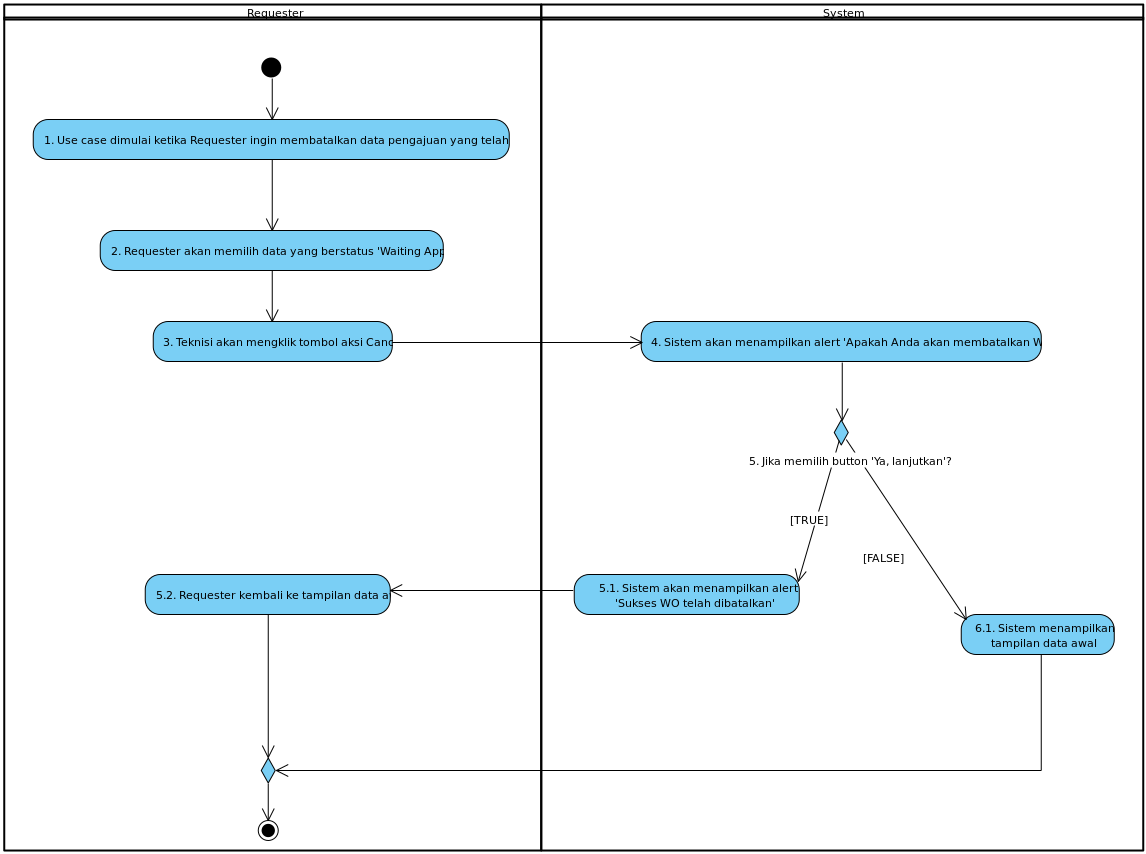 Requester
System
1. Use case dimulai ketika Requester ingin membatalkan data pengajuan yang telah
2. Requester akan memilih data yang berstatus 'Waiting App
3. Teknisi akan mengklik tombol aksi Canc
4. Sistem akan menampilkan alert 'Apakah Anda akan membatalkan W
5. Jika memilih button 'Ya, lanjutkan'?
[TRUE]
[FALSE]
5.2. Requester kembali ke tampilan data a
5.1. Sistem akan menampilkan alert
'Sukses WO telah dibatalkan'
6.1. Sistem menampilkan
tampilan data awal